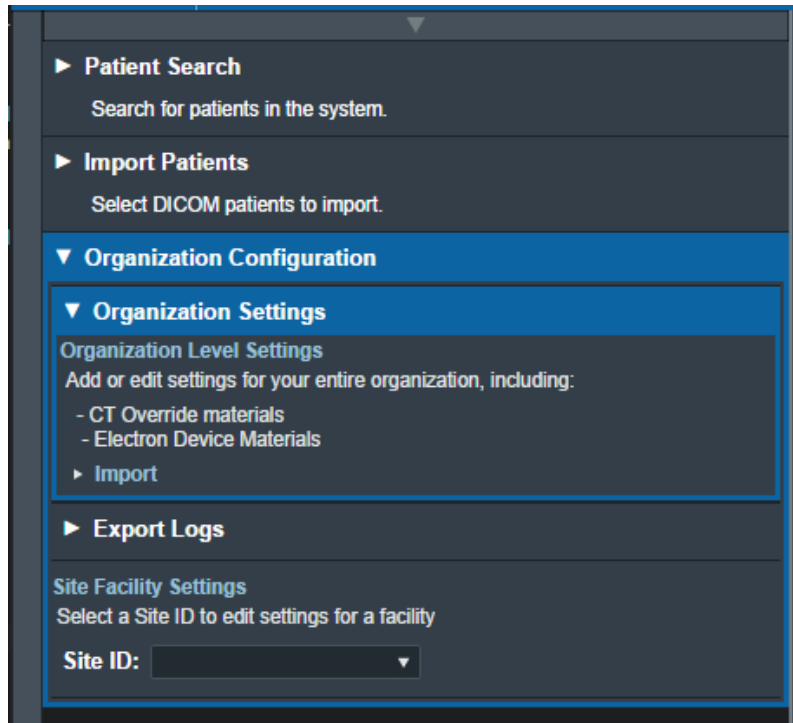 Patient Search
Search for patients in the system.
Import Patients
Select DICOM patients to import.
Organization Configuration
Organization Settings
Organization Level Settings
Add or edit settings for your entire organization, including:
- CT Override materials
- Electron Device Materials
Import
Export Logs
Site Facility Settings
Select a Site ID to edit settings for a facility
Site ID: